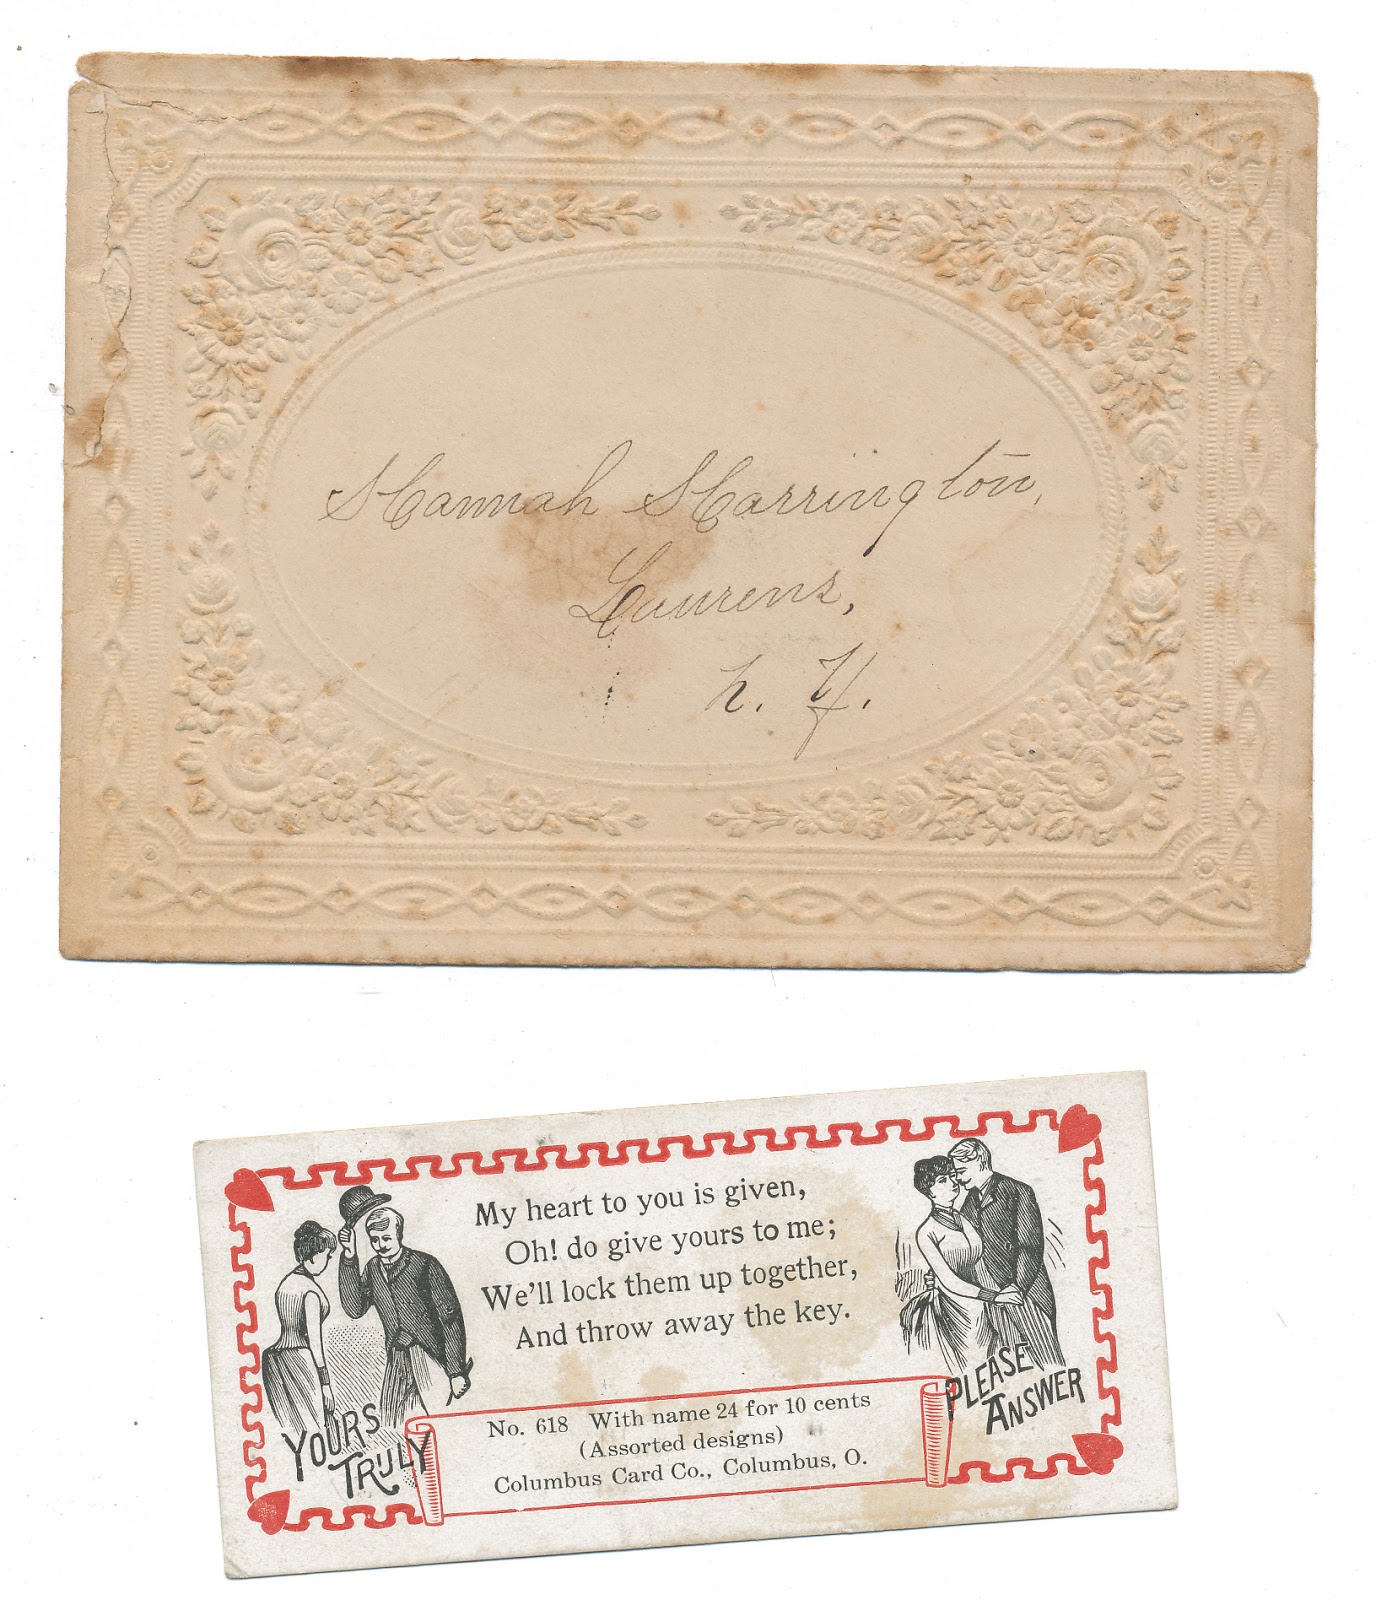 Hannah Harrington,
Laurens,
N. Y.
My heart to you is given,
Oh! do give yours to me;
We'll lock them up together,
And throw away the key.
YOURS
TRULY
PLEASE
ANSWER
No. 618 With name 24 for 10 cents
(Assorted designs)
Columbus Card Co., Columbus, O.